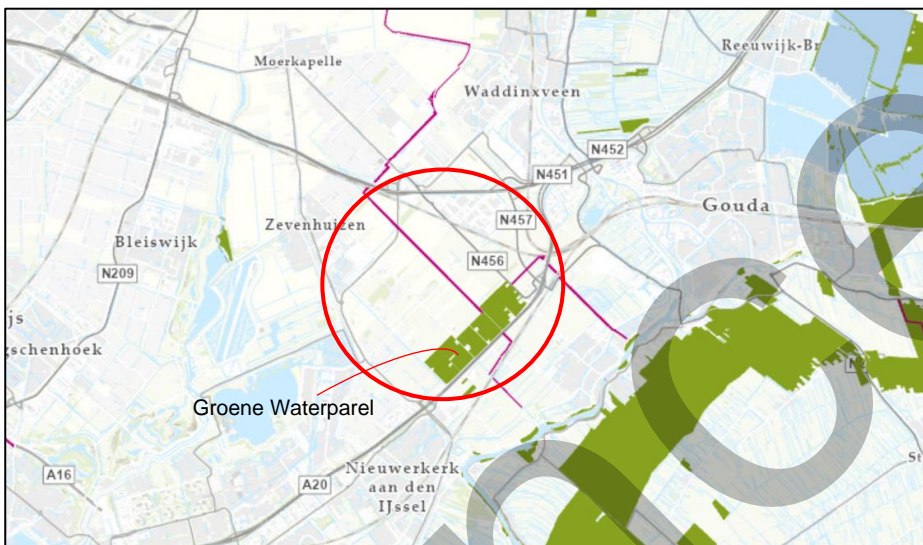 Moerkapelle
Reeuwijk-Br
Waddinxveen
N452
N451
Gouda
N457
Zevenhuizen
Bleiswijk
N456
N209
js
gschenhoek
Groene Waterparel
A16
A20
Nieuwerkerk
aan den
IJssel
St